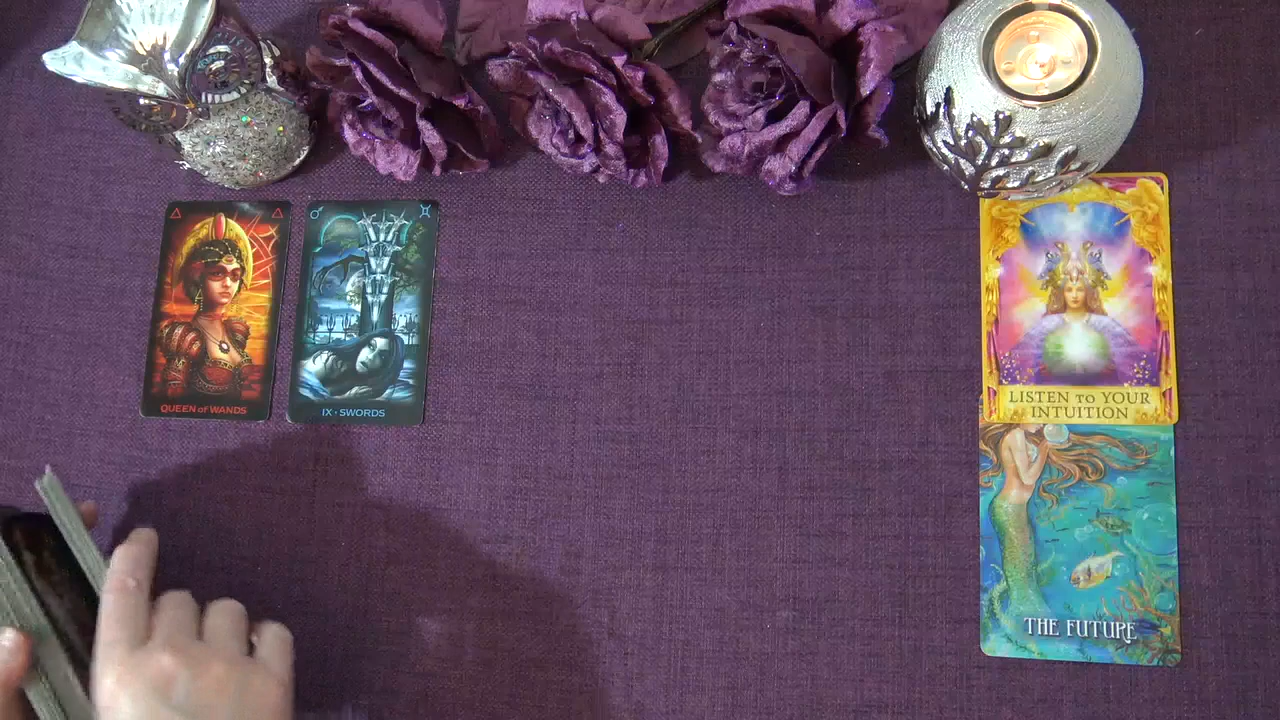 QUEEN of WANDS
IX • SWORDS
LISTEN TO YOUR
INTUITION
THE FUTURE